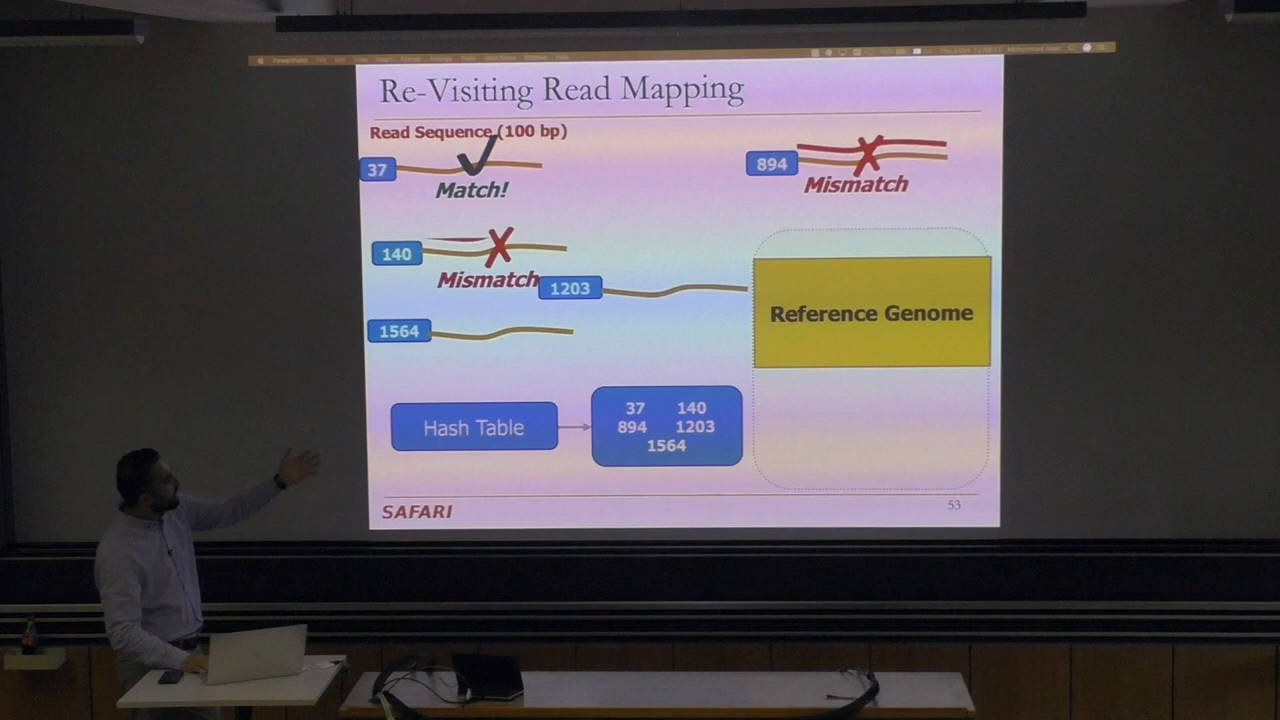 PowerPoint
Re-Visiting Read Mapping
Read Sequence (100 bp)
37
Match!
894
Mismatch
140
Mismatch
1203
1564
Reference Genome
Hash Table
37 140
894 1203
1564
SAFARI
53